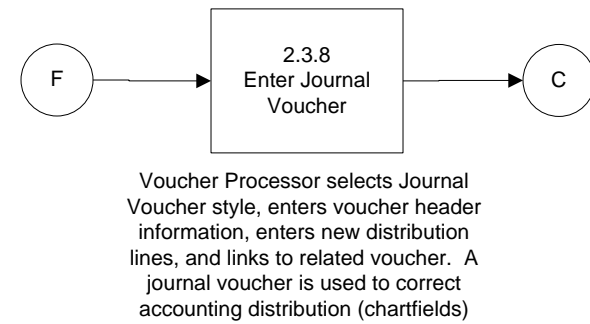 F
2.3.8
Enter Journal
Voucher
C
Voucher Processor selects Journal
Voucher style, enters voucher header
information, enters new distribution
lines, and links to related voucher.  A
journal voucher is used to correct
accounting distribution (chartfields)